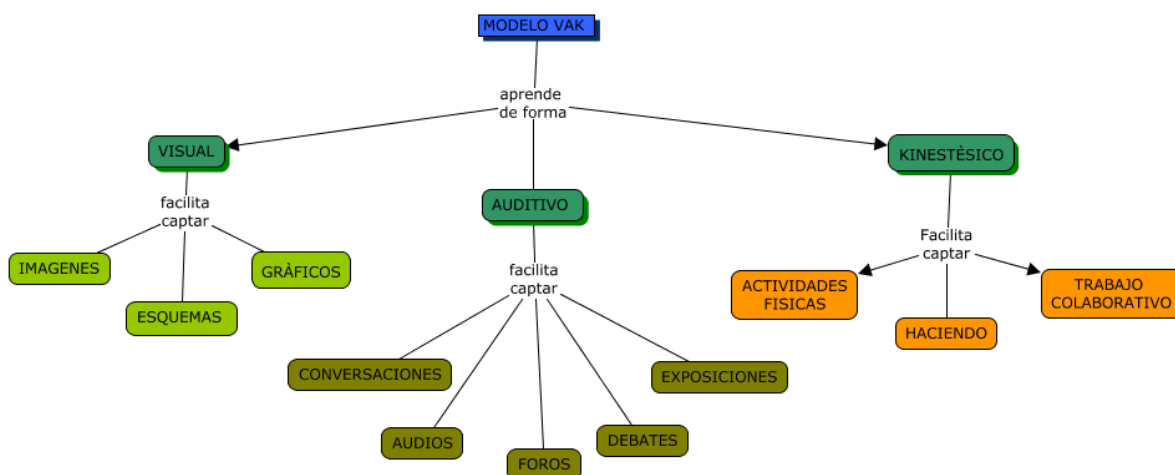 MODELO VAK
aprende
de forma
VISUAL
AUDITIVO
KINESTÈSICO
facilita
captar
IMAGENES
ESQUEMAS
GRÀFICOS
facilita
captar
CONVERSACIONES
AUDIOS
FOROS
DEBATES
EXPOSICIONES
Facilita
captar
ACTIVIDADES
FISICAS
HACIENDO
TRABAJO
COLABORATIVO